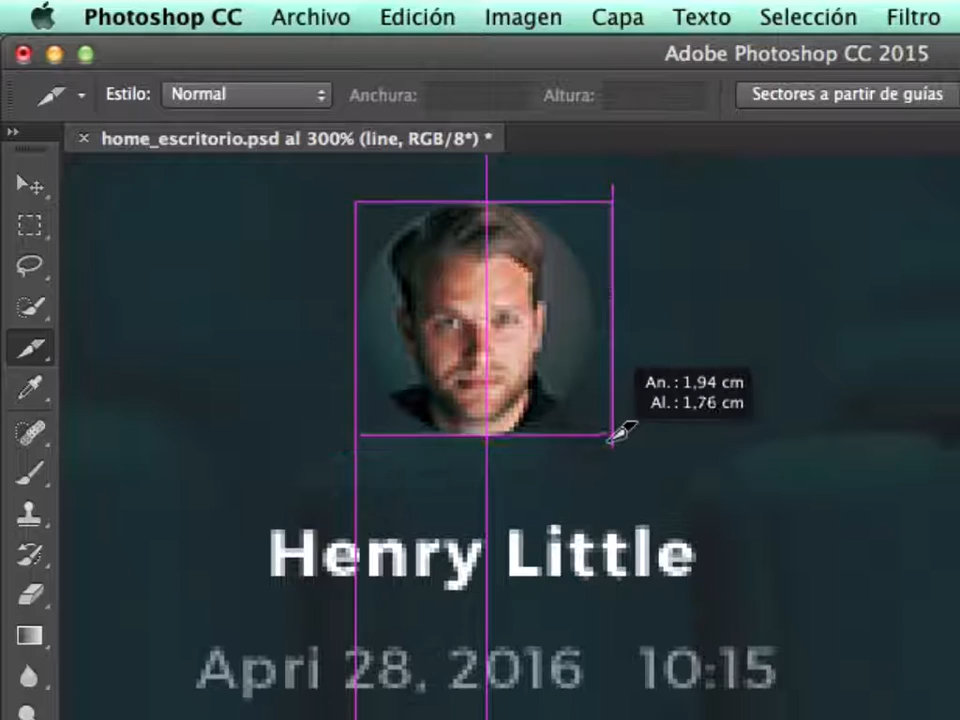 Photoshop CC Archivo Edición Imagen Capa Texto Selección Filtro
Adobe Photoshop CC 2015
Estilo: Normal Anchura: Altura: Sectores a partir de guías
× home_escritorio.psd al 300% (line, RGB/8*) *
An.: 1,94 cm
Al.: 1,76 cm
Henry Little
Apri 28, 2016 10:15